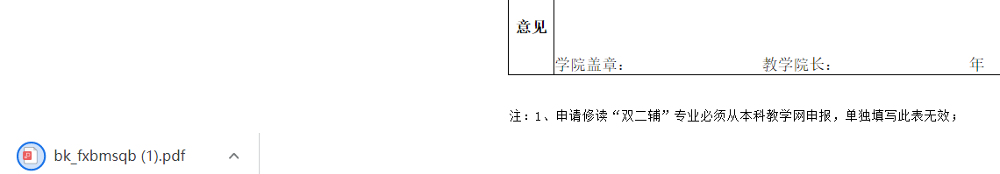 意见
学院盖章： 教学院长： 年
注：1、申请修读“双二辅”专业必须从本科教学网申报，单独填写此表无效；
bk_fxbmsqb (1).pdf